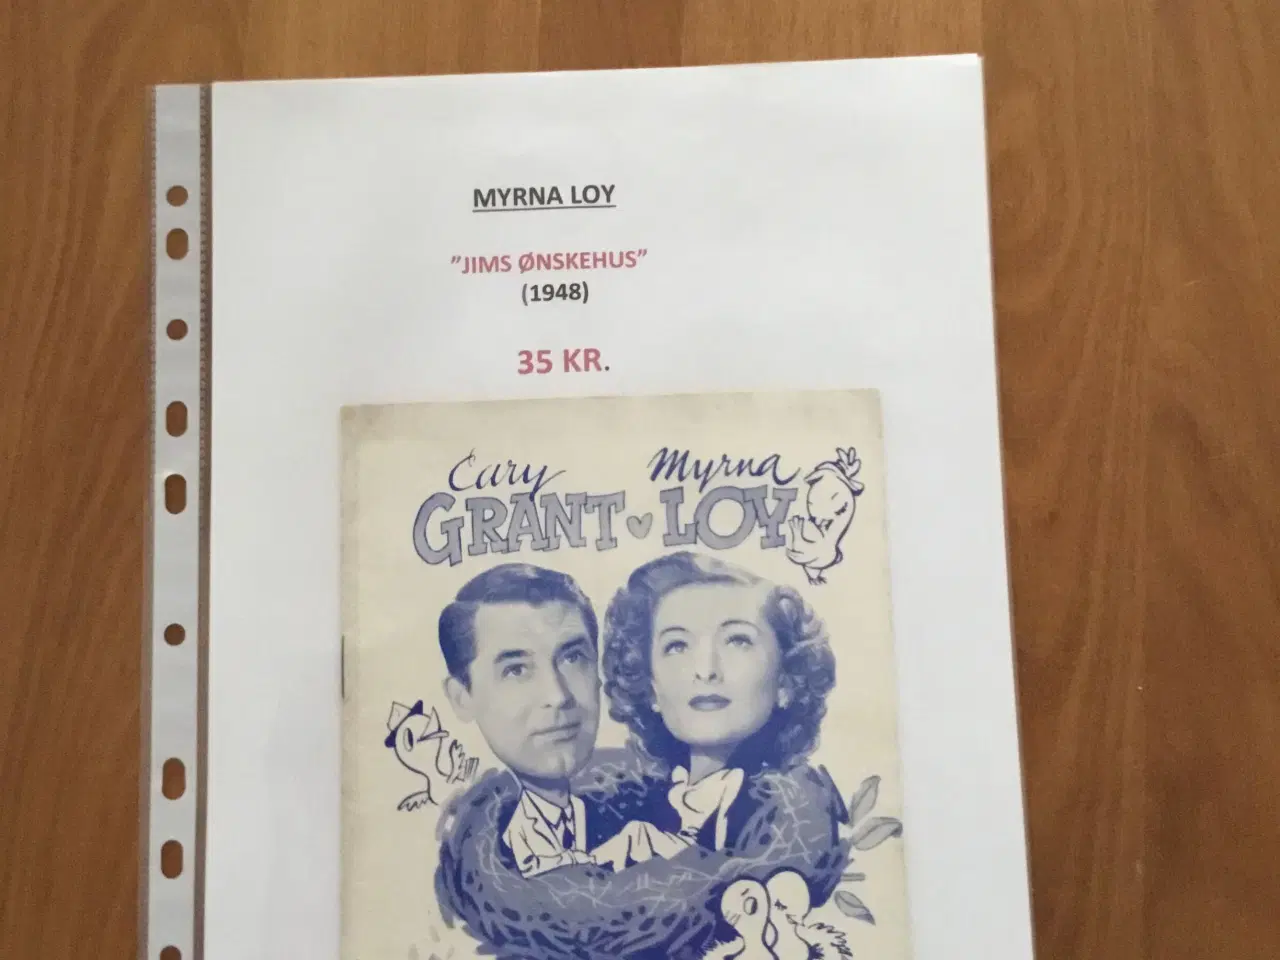 MYRNA LOY
”JIMS ØNSKEHUS”
(1948)
35 KR.
Cary Myrna
GRANT LOY